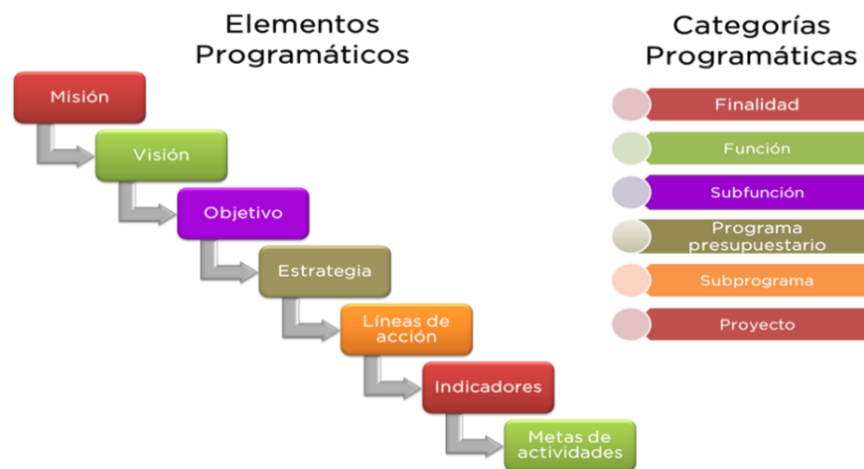 Elementos
Programáticos
Misión
Visión
Objetivo
Estrategia
Líneas de
acción
Indicadores
Metas de
actividades
Categorías
Programáticas
Finalidad
Función
Subfunción
Programa
presupuestario
Subprograma
Proyecto